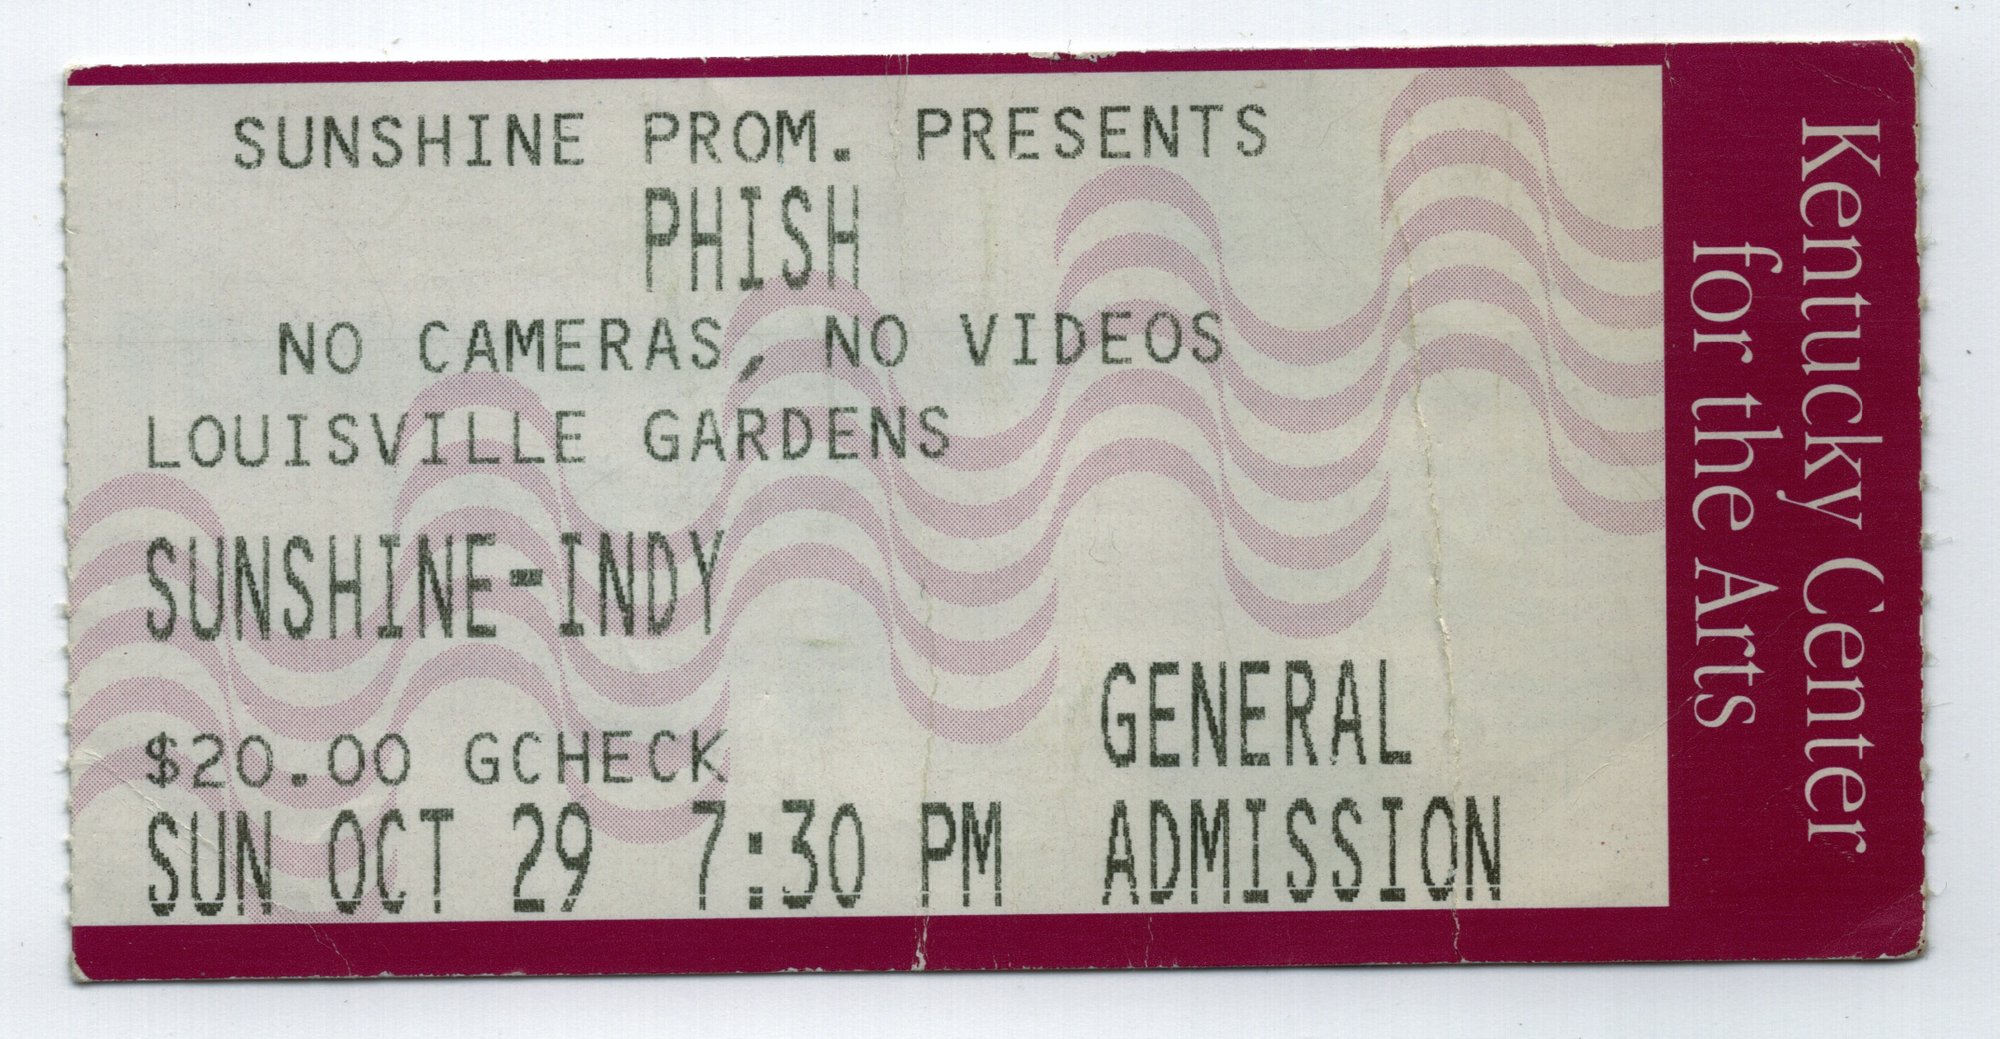 SUNSHINE PROM. PRESENTS
PHISH
NO CAMERAS, NO VIDEOS
LOUISVILLE GARDENS
SUNSHINE-INDY
$20.00 GCHECK
GENERAL
SUN OCT 29 7:30 PM ADMISSION
Kentucky Center
for the Arts